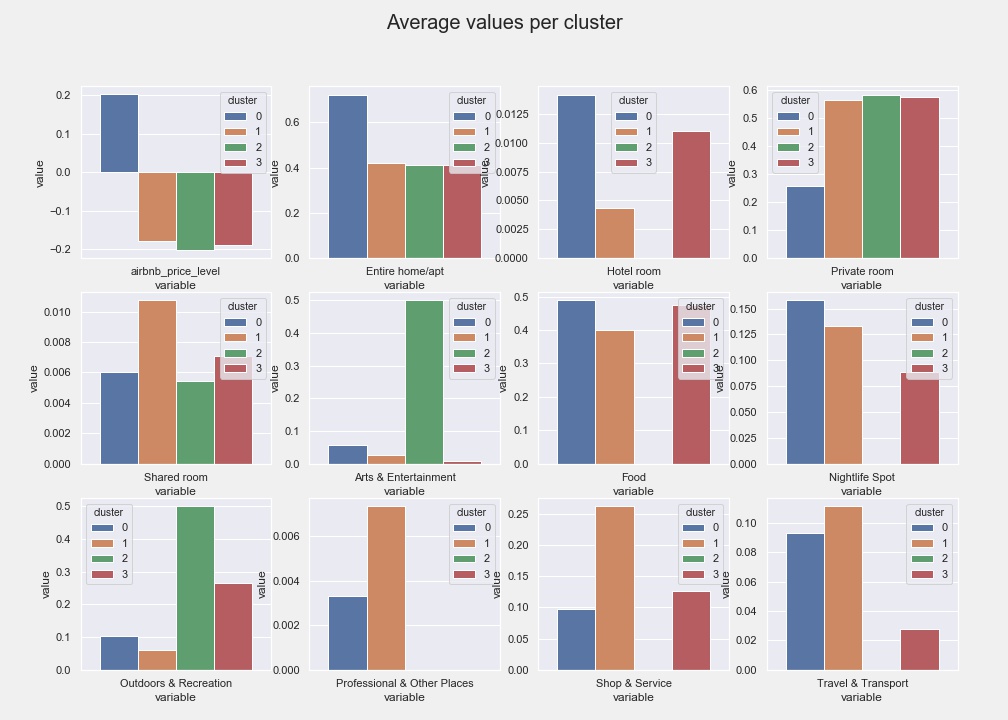 Average values per cluster
value
0.2
0.1
0.0
−0.1
−0.2
cluster
0
1
2
3
airbnb_price_level
variable
value
0.6
0.4
0.2
0.0
cluster
0
1
2
3
Entire home/apt
variable
value
0.0125
0.0100
0.0075
0.0050
0.0025
0.0000
cluster
0
1
2
3
Hotel room
variable
value
0.6
0.5
0.4
0.3
0.2
0.1
0.0
cluster
0
1
2
3
Private room
variable
value
0.010
0.008
0.006
0.004
0.002
0.000
cluster
0
1
2
3
Shared room
variable
value
0.5
0.4
0.3
0.2
0.1
0.0
cluster
0
1
2
3
Arts & Entertainment
variable
value
0.5
0.4
0.3
0.2
0.1
0.0
cluster
0
1
2
3
Food
variable
value
0.150
0.125
0.100
0.075
0.050
0.025
0.000
cluster
0
1
2
3
Nightlife Spot
variable
value
0.5
0.4
0.3
0.2
0.1
0.0
cluster
0
1
2
3
Outdoors & Recreation
variable
value
0.006
0.004
0.002
0.000
cluster
0
1
2
3
Professional & Other Places
variable
value
0.25
0.20
0.15
0.10
0.05
0.00
cluster
0
1
2
3
Shop & Service
variable
value
0.10
0.08
0.06
0.04
0.02
0.00
cluster
0
1
2
3
Travel & Transport
variable